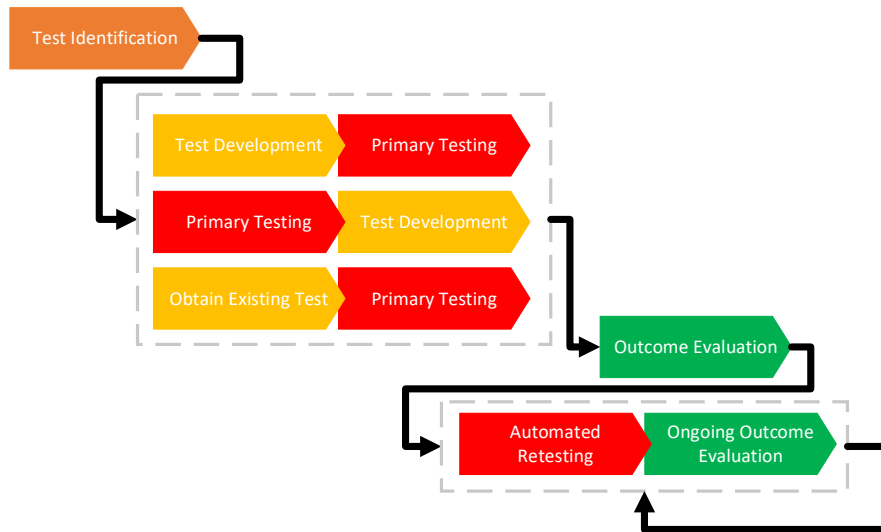 Test Identification
Test Development
Primary Testing
Primary Testing
Test Development
Obtain Existing Test
Primary Testing
Outcome Evaluation
Automated
Retesting
Ongoing Outcome
Evaluation